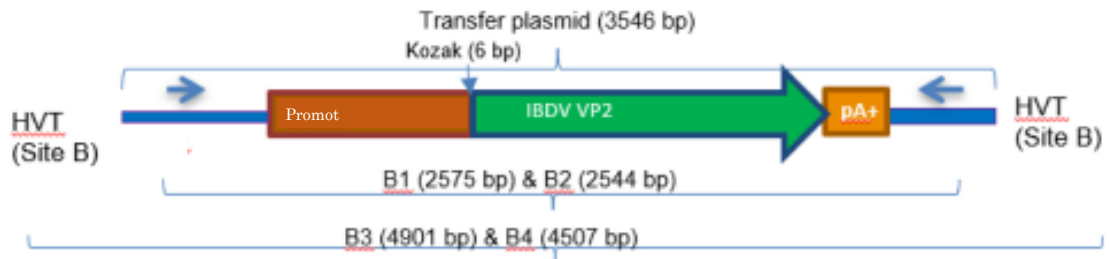 Transfer plasmid (3546 bp)
Kozak (6 bp)
HVT
(Site B)
Promot
IBDV VP2
pA+
HVT
(Site B)
B1 (2575 bp) & B2 (2544 bp)
B3 (4901 bp) & B4 (4507 bp)